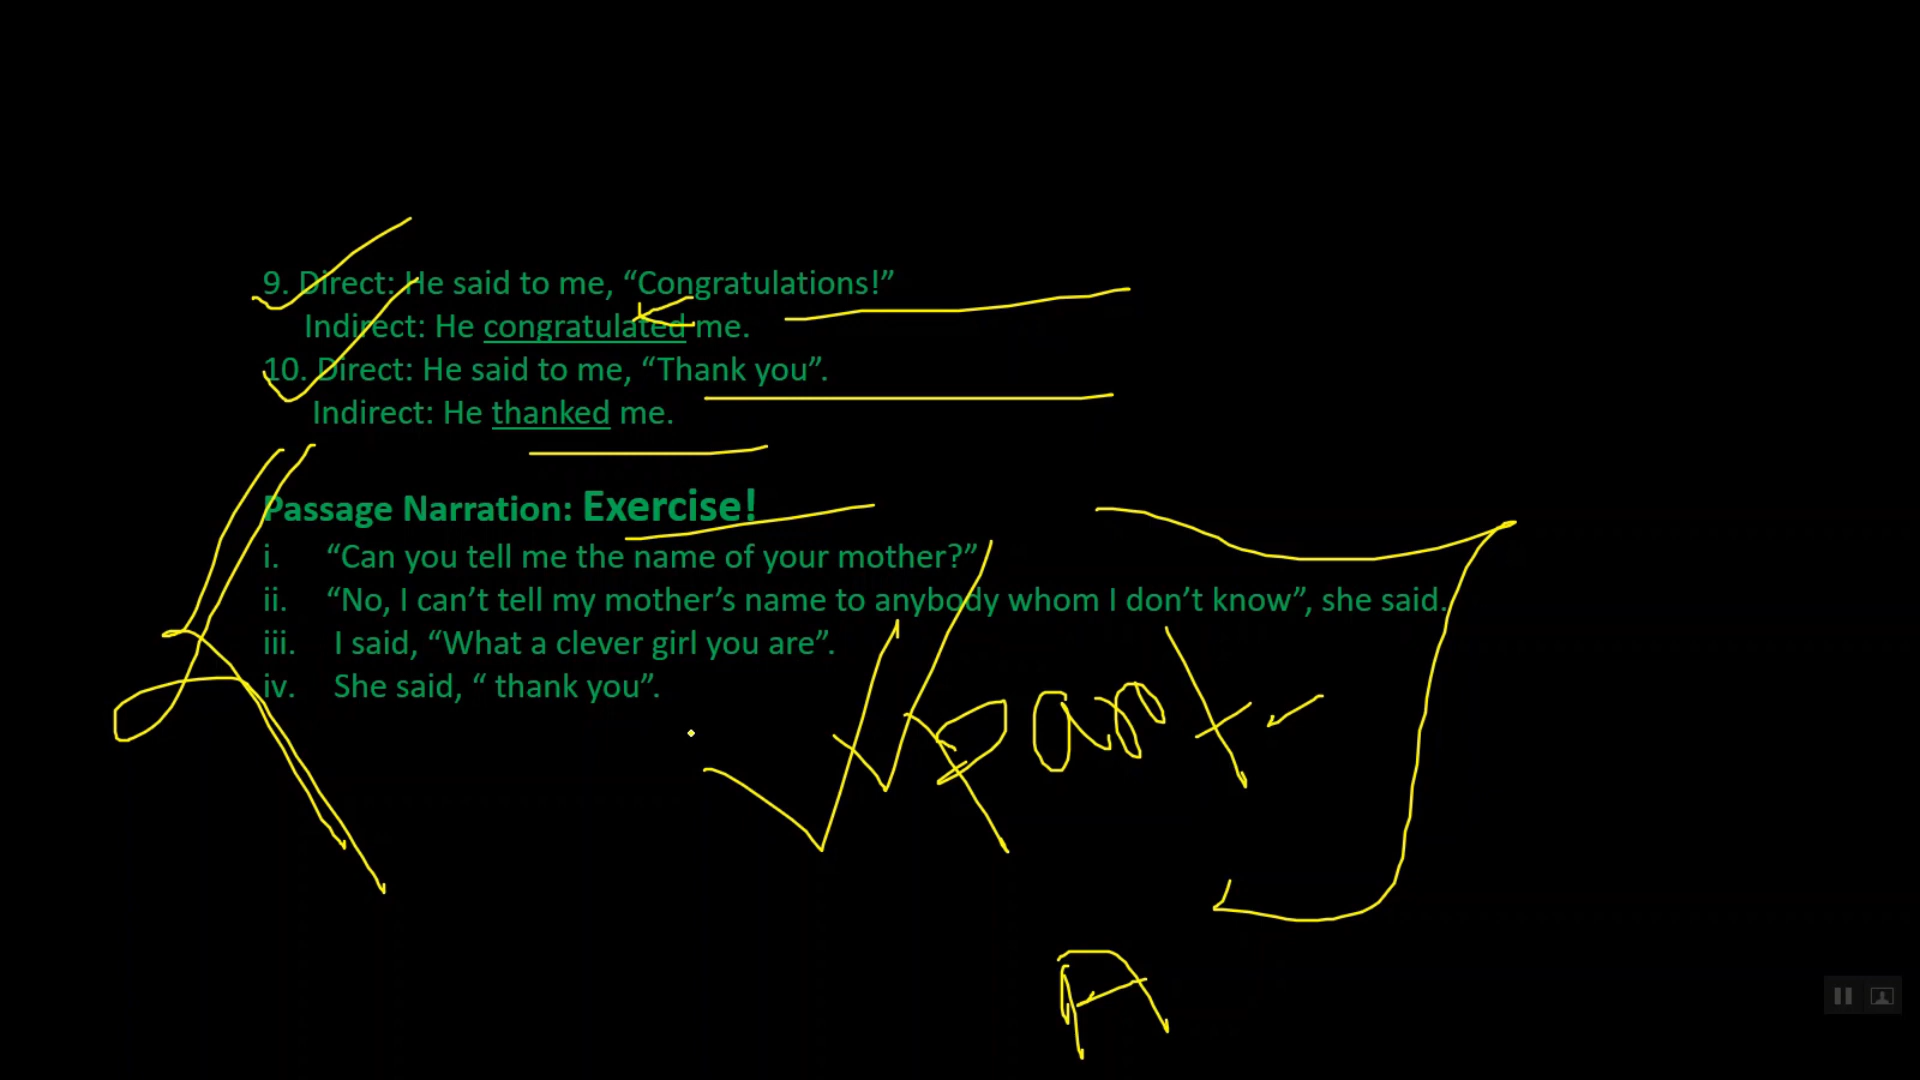 9. Direct: He said to me, “Congratulations!”
Indirect: He congratulated me.
10. Direct: He said to me, “Thank you”.
Indirect: He thanked me.
Passage Narration: Exercise!
i. “Can you tell me the name of your mother?”
ii. “No, I can’t tell my mother’s name to anybody whom I don’t know”, she said.
iii. I said, “What a clever girl you are”.
iv. She said, “ thank you”.
part-
A